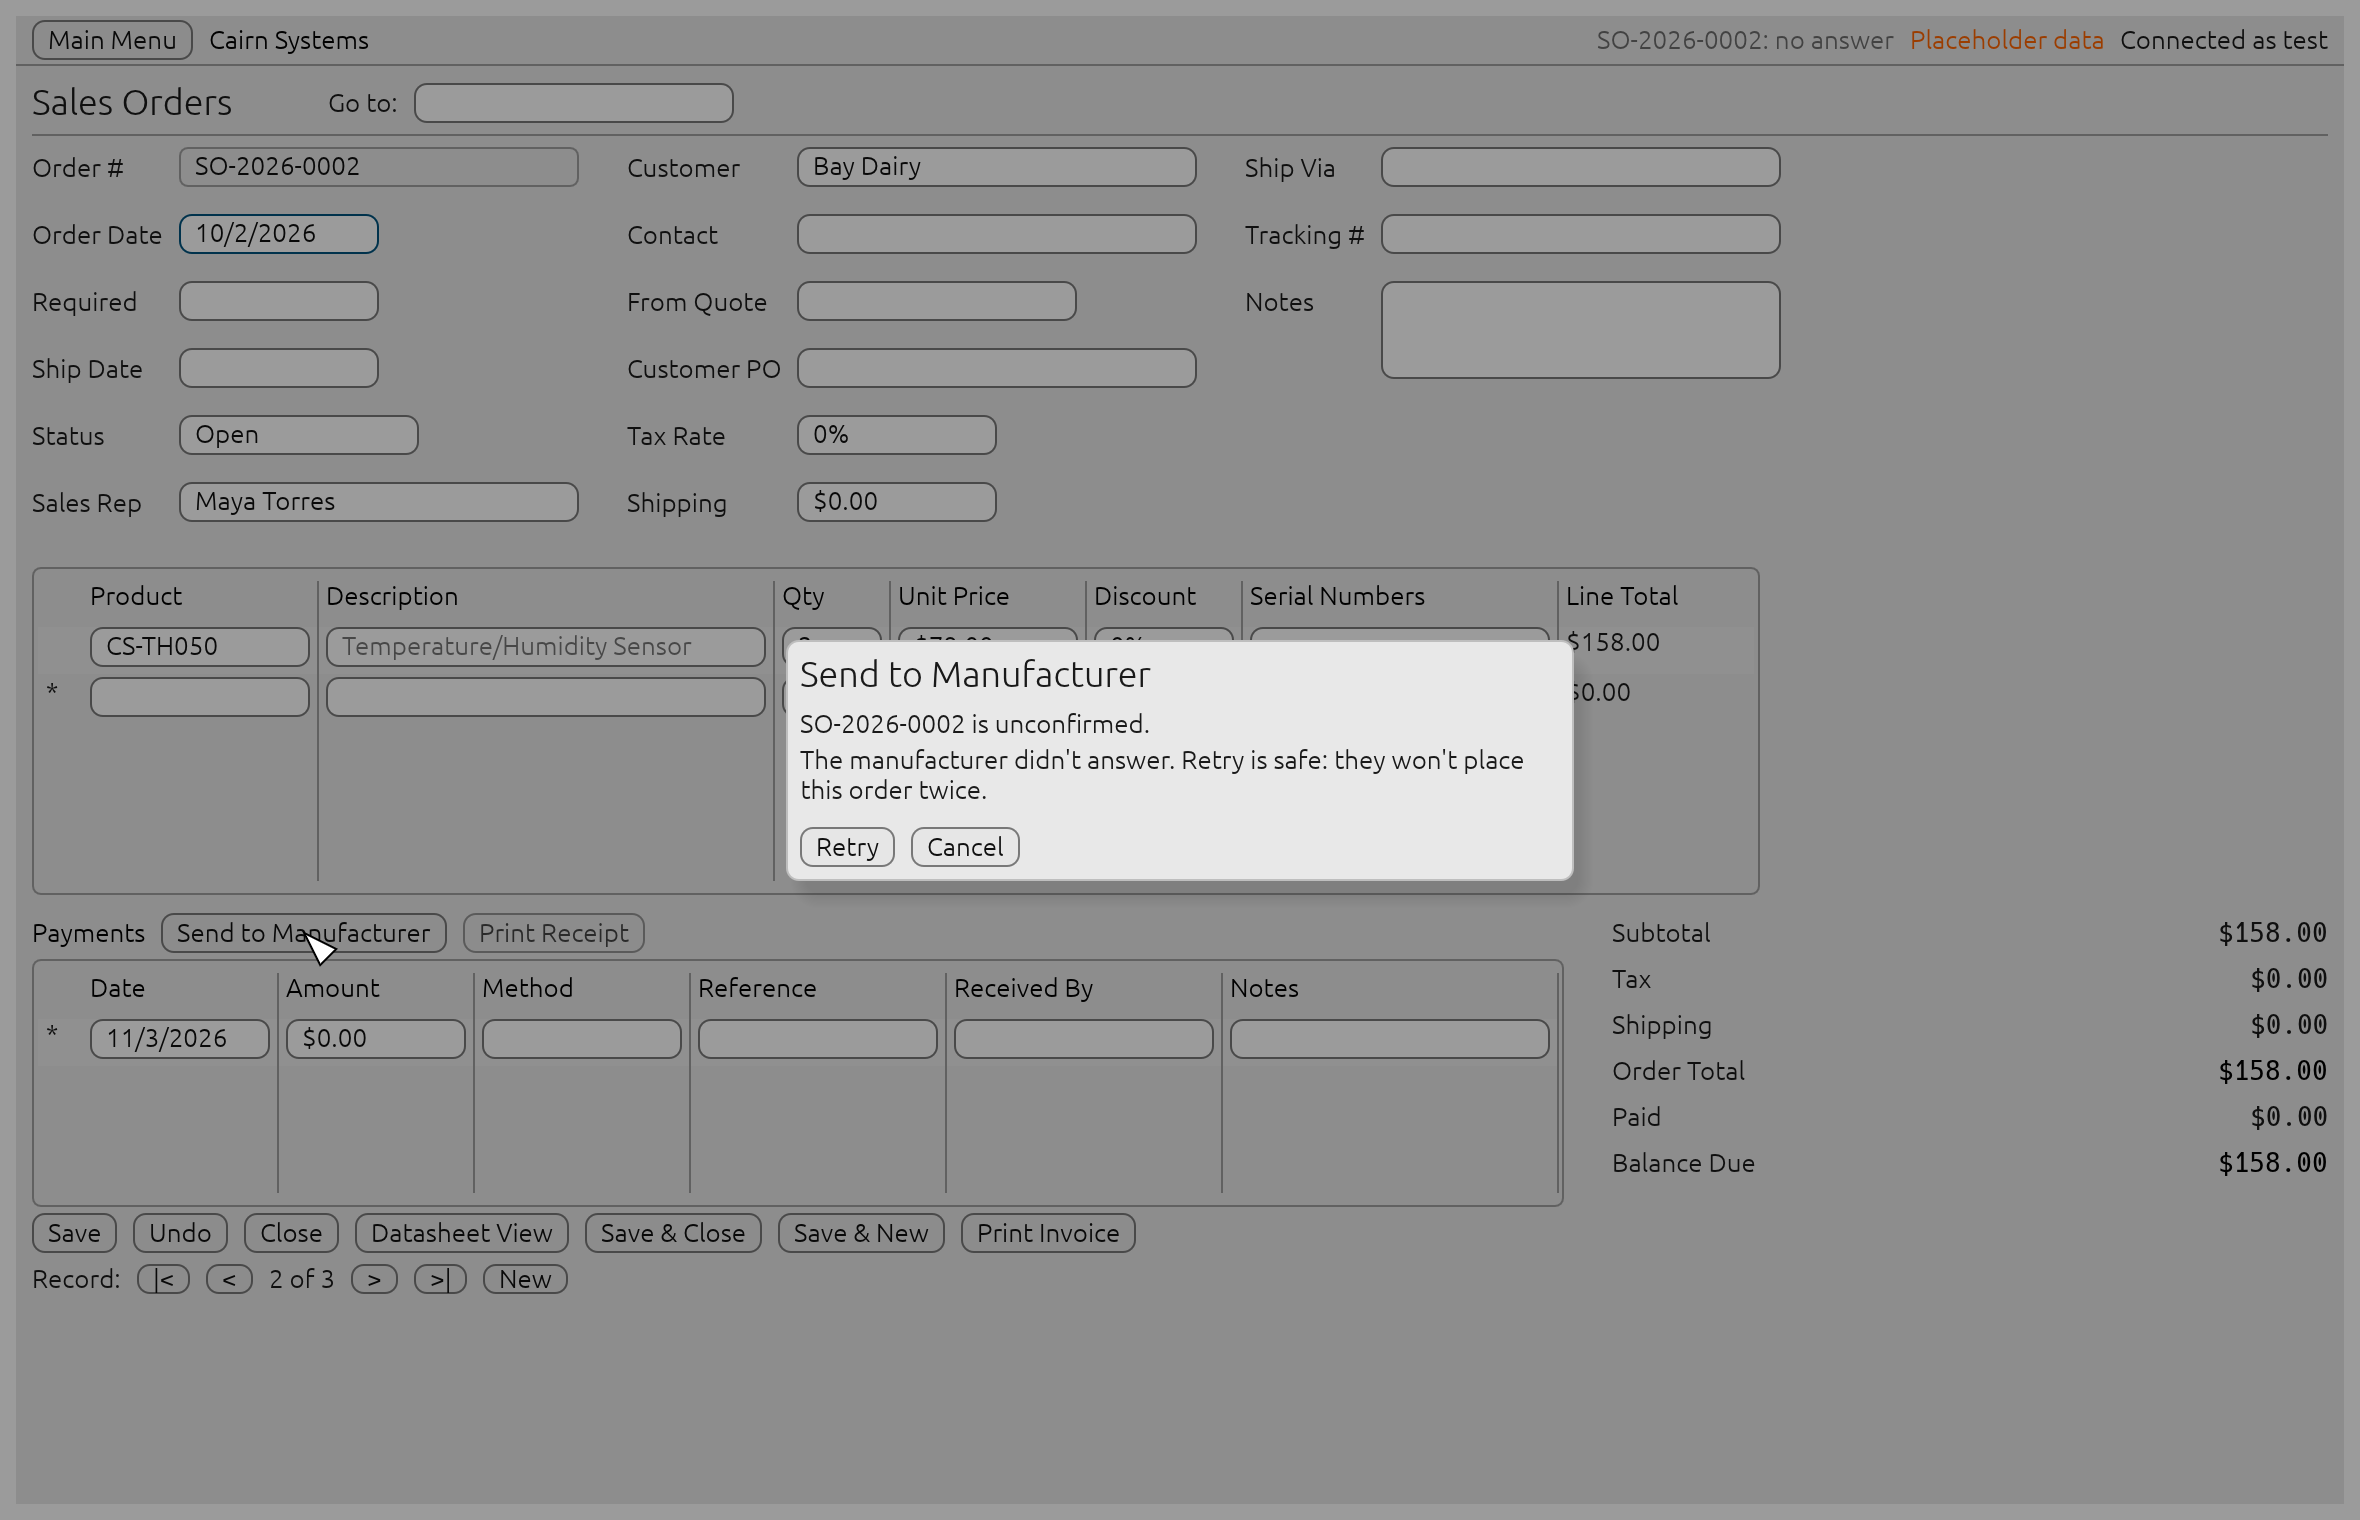 Main Menu Cairn Systems SO-2026-0002: no answer Placeholder data Connected as test
Sales Orders Go to:
Order # SO-2026-0002 Customer Bay Dairy Ship Via
Order Date 10/2/2026 Contact Tracking #
Required From Quote Notes
Ship Date Customer PO
Status Open Tax Rate 0%
Sales Rep Maya Torres Shipping $0.00
Product Description Qty Unit Price Discount Serial Numbers Line Total
CS-TH050 Temperature/Humidity Sensor $158.00
* $0.00
Send to Manufacturer
SO-2026-0002 is unconfirmed.
The manufacturer didn't answer. Retry is safe: they won't place
this order twice.
Retry Cancel
Payments Send to Manufacturer Print Receipt
Date Amount Method Reference Received By Notes
* 11/3/2026 $0.00
Subtotal $158.00
Tax $0.00
Shipping $0.00
Order Total $158.00
Paid $0.00
Balance Due $158.00
Save Undo Close Datasheet View Save & Close Save & New Print Invoice
Record: |< < 2 of 3 > >| New